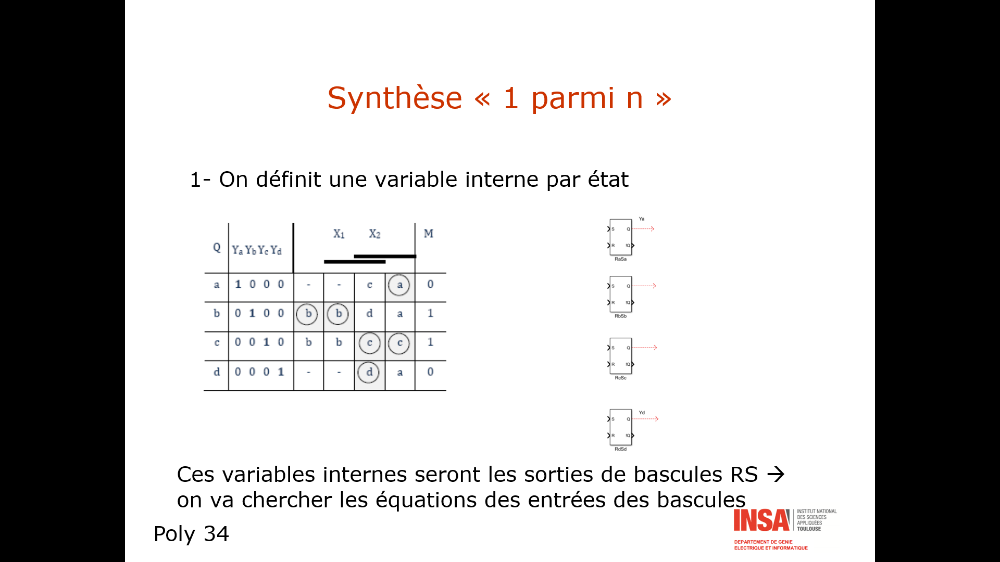 Synthèse « 1 parmi n »
1- On définit une variable interne par état
Q Ya Yb Yc Yd X1 X2 M
a 1 0 0 0 - - c a 0
b 0 1 0 0 b b d a 1
c 0 0 1 0 b b c c 1
d 0 0 0 1 - - d a 0
Ya
S Q
R !Q
RaSa
S Q
R !Q
RbSb
S Q
R !Q
RcSc
Yd
S Q
R !Q
RdSd
Ces variables internes seront les sorties de bascules RS →
on va chercher les équations des entrées des bascules
Poly 34
INSA
INSTITUT NATIONAL
DES SCIENCES
APPLIQUÉES
TOULOUSE
DEPARTEMENT DE GENIE
ELECTRIQUE ET INFORMATIQUE